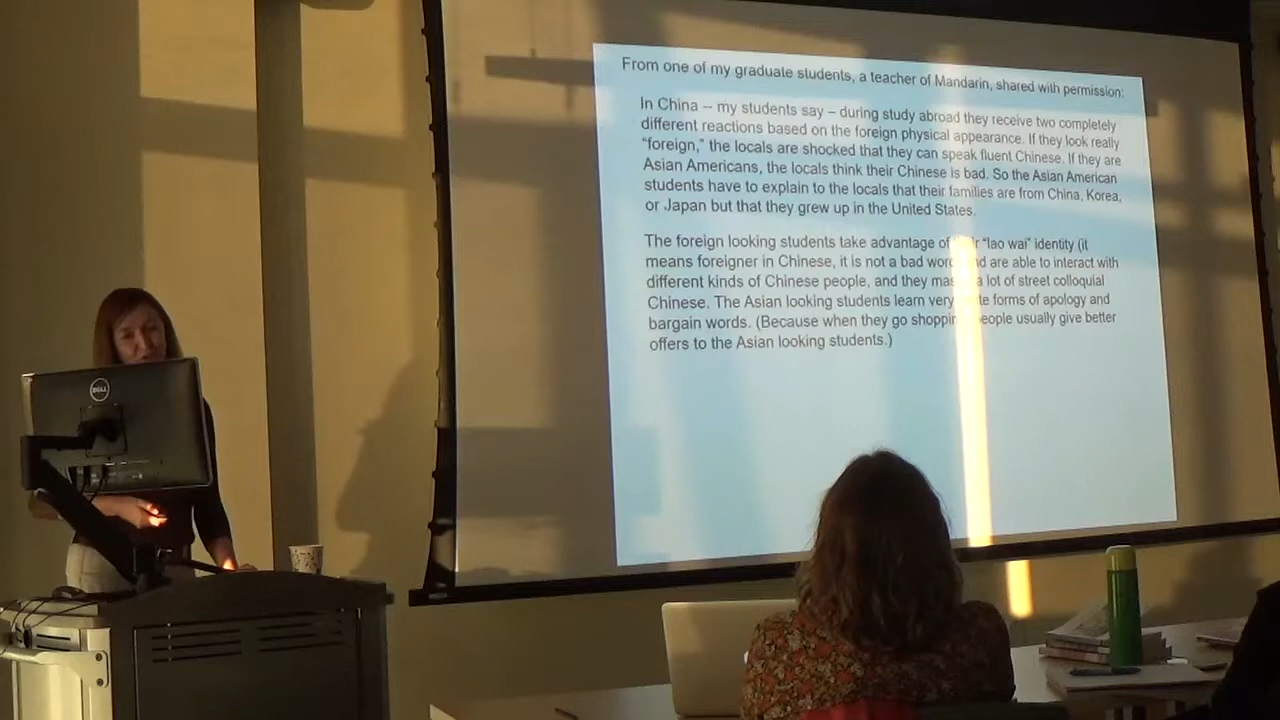 From one of my graduate students, a teacher of Mandarin, shared with permission:
In China – my students say – during study abroad they receive two completely
different reactions based on the foreign physical appearance. If they look really
"foreign," the locals are shocked that they can speak fluent Chinese. If they are
Asian Americans, the locals think their Chinese is bad. So the Asian American
students have to explain to the locals that their families are from China, Korea,
or Japan but that they grew up in the United States.
The foreign looking students take advantage of "lao wai" identity (it
means foreigner in Chinese, it is not a bad and are able to interact with
different kinds of Chinese people, and they a lot of street colloquial
Chinese. The Asian looking students learn very forms of apology and
bargain words. (Because when they go people usually give better
offers to the Asian looking students.)
DELL